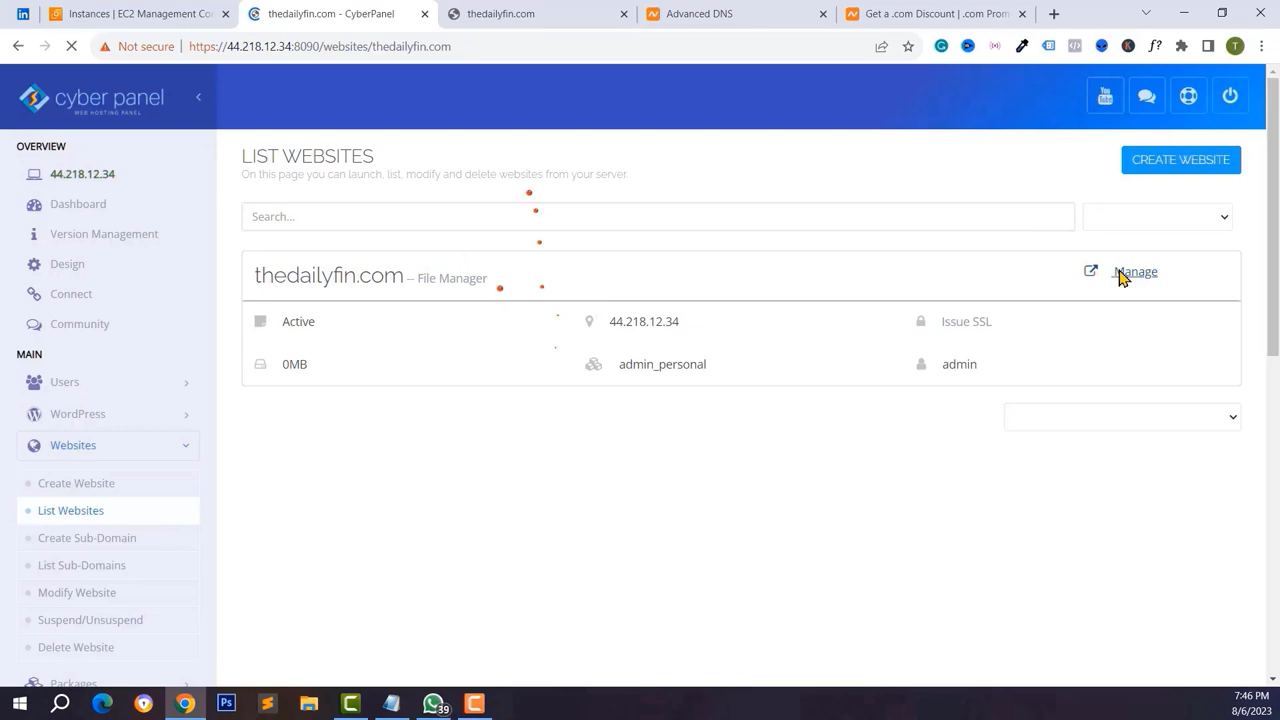 Instances | EC2 Management Co
thedailyfin.com - CyberPanel
thedailyfin.com
Advanced DNS
Get a .com Discount | .com Prom
Not secure
https://44.218.12.34:8090/websites/thedailyfin.com
cyber panel
WEB HOSTING PANEL
You Tube
OVERVIEW
44.218.12.34
Dashboard
Version Management
Design
Connect
Community
MAIN
Users
WordPress
Websites
Create Website
List Websites
Create Sub-Domain
List Sub-Domains
Modify Website
Suspend/Unsuspend
Delete Website
Packages
LIST WEBSITES
On this page you can launch, list, modify and delete websites from your server.
CREATE WEBSITE
Search...
thedailyfin.com -- File Manager
Manage
Active
44.218.12.34
Issue SSL
0MB
admin_personal
admin
39
7:46 PM
8/6/2023